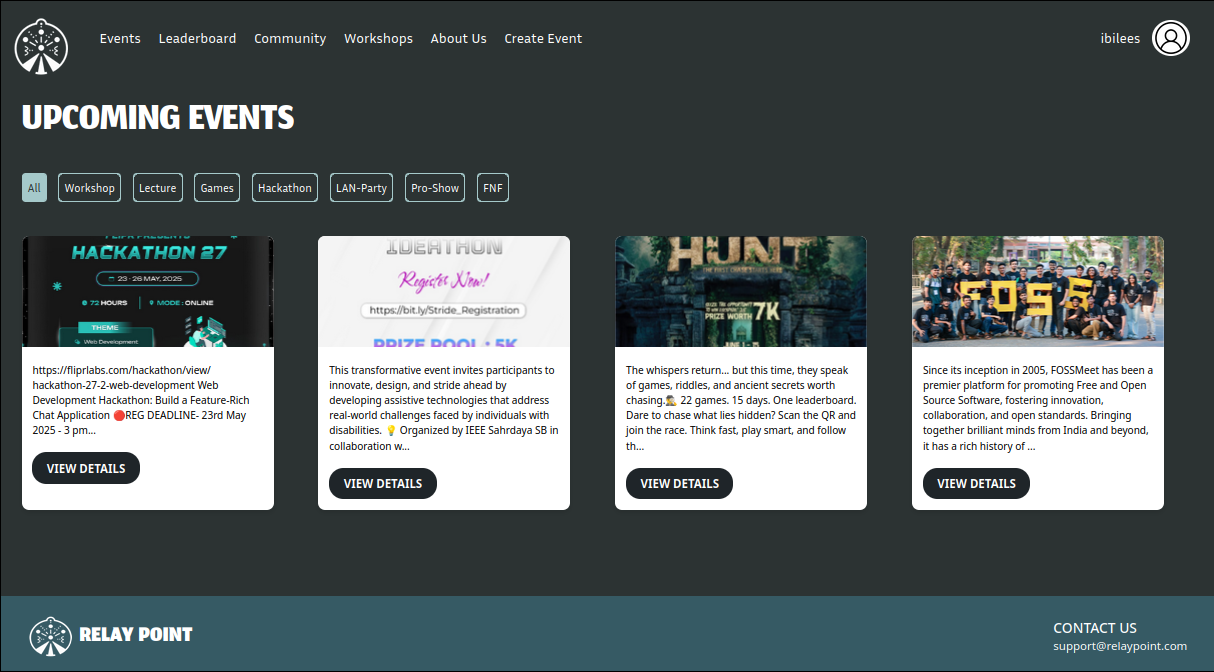 Events Leaderboard Community Workshops About Us Create Event ibilees
UPCOMING EVENTS
All Workshop Lecture Games Hackathon LAN-Party Pro-Show FNF
FLIPR PRESENTS
HACKATHON 27
23 - 26 MAY, 2025
72 HOURS MODE : ONLINE
THEME
Web Development
https://fliprlabs.com/hackathon/view/
hackathon-27-2-web-development Web
Development Hackathon: Build a Feature-Rich
Chat Application 🔴REG DEADLINE- 23rd May
2025 - 3 pm...
VIEW DETAILS
IDEATHON
Register Now!
https://bit.ly/Stride_Registration
PRIZE POOL : 5K
This transformative event invites participants to
innovate, design, and stride ahead by
developing assistive technologies that address
real-world challenges faced by individuals with
disabilities. 💡 Organized by IEEE Sahrdaya SB in
collaboration w...
VIEW DETAILS
HUNT
THE FIRST CHASE STARTS HERE
PRIZE WORTH 7K
JUNE 1 - 15
The whispers return... but this time, they speak
of games, riddles, and ancient secrets worth
chasing.🕵️ 22 games. 15 days. One leaderboard.
Dare to chase what lies hidden? Scan the QR and
join the race. Think fast, play smart, and follow
th...
VIEW DETAILS
FOSS
Since its inception in 2005, FOSSMeet has been a
premier platform for promoting Free and Open
Source Software, fostering innovation,
collaboration, and open standards. Bringing
together brilliant minds from India and beyond,
it has a rich history of ...
VIEW DETAILS
RELAY POINT
CONTACT US
support@relaypoint.com